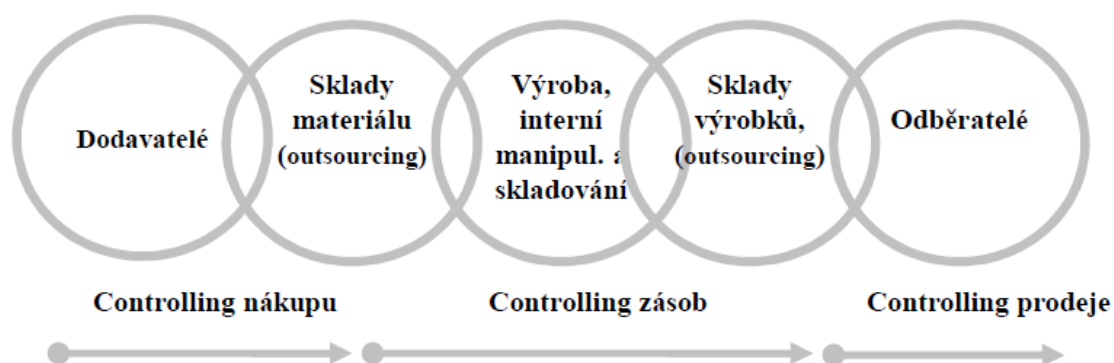 Dodavatelé
Sklady
materiálu
(outsourcing)
Výroba,
interní
manipul. a
skladování
Sklady
výrobků,
(outsourcing)
Odběratelé
Controlling nákupu
Controlling zásob
Controlling prodeje